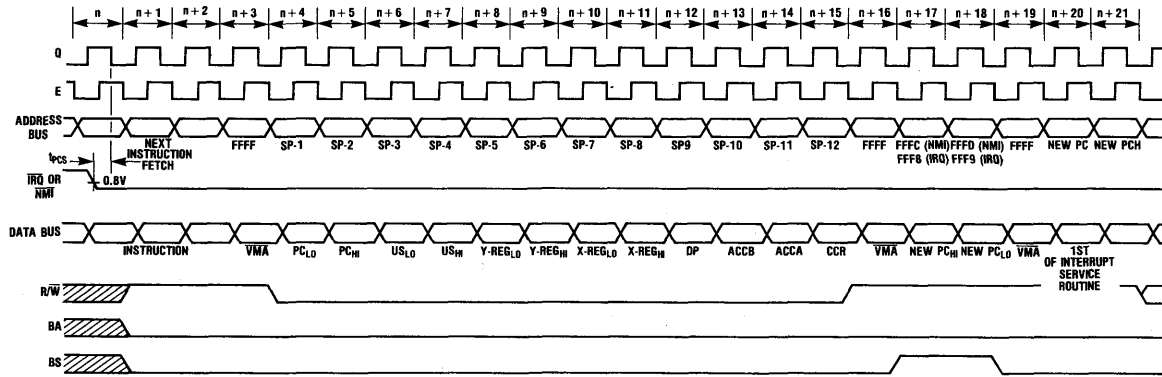 n n + 1 n + 2 n + 3 n + 4 n + 5 n + 6 n + 7 n + 8 n + 9 n + 10 n + 11 n + 12 n + 13 n + 14 n + 15 n + 16 n + 17 n + 18 n + 19 n + 20 n + 21
Q
E
ADDRESS
BUS
NEXT
INSTRUCTION
FETCH
FFFF SP-1 SP-2 SP-3 SP-4 SP-5 SP-6 SP-7 SP-8 SP9 SP-10 SP-11 SP-12 FFFF FFFC (NMI) FFFD (NMI) FFFF NEW PC NEW PCH
FFF8 (IRQ) FFF9 (IRQ)
tPCS
IRQ OR
NMI
0.8V
DATA BUS
INSTRUCTION VMA PCLO PCHI USLO USHI Y-REGLO Y-REGHI X-REGLO X-REGHI DP ACCB ACCA CCR VMA NEW PCHI NEW PCLO VMA 1ST
OF INTERRUPT
SERVICE
ROUTINE
R/W
BA
BS